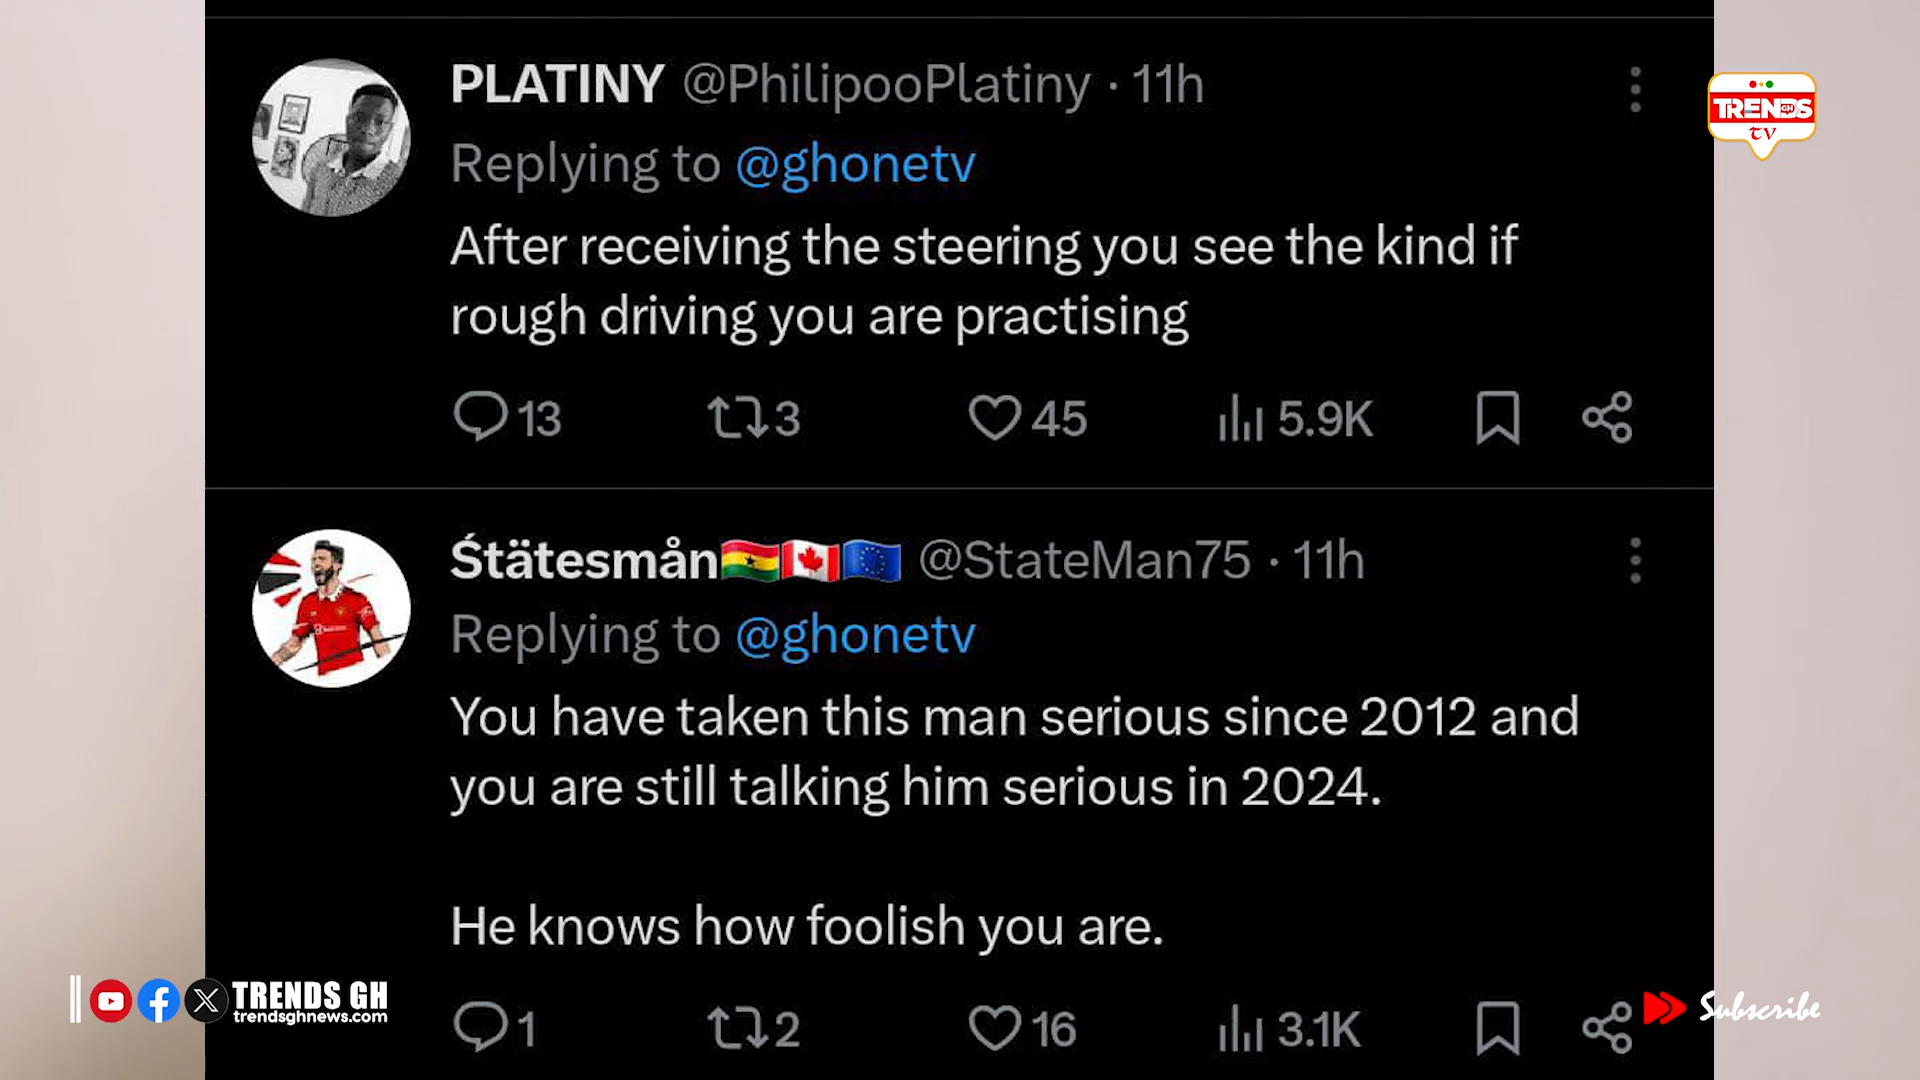 PLATINY @PhilipooPlatiny · 11h
Replying to @ghonetv
After receiving the steering you see the kind if
rough driving you are practising
13 3 45 5.9K
TRENDS
GH
TV
Śtätesmån🇬🇭🇨🇦🇪🇺 @StateMan75 · 11h
Replying to @ghonetv
You have taken this man serious since 2012 and
you are still talking him serious in 2024.
He knows how foolish you are.
1 2 16 3.1K
TRENDS GH
trendsghnews.com
Subscribe